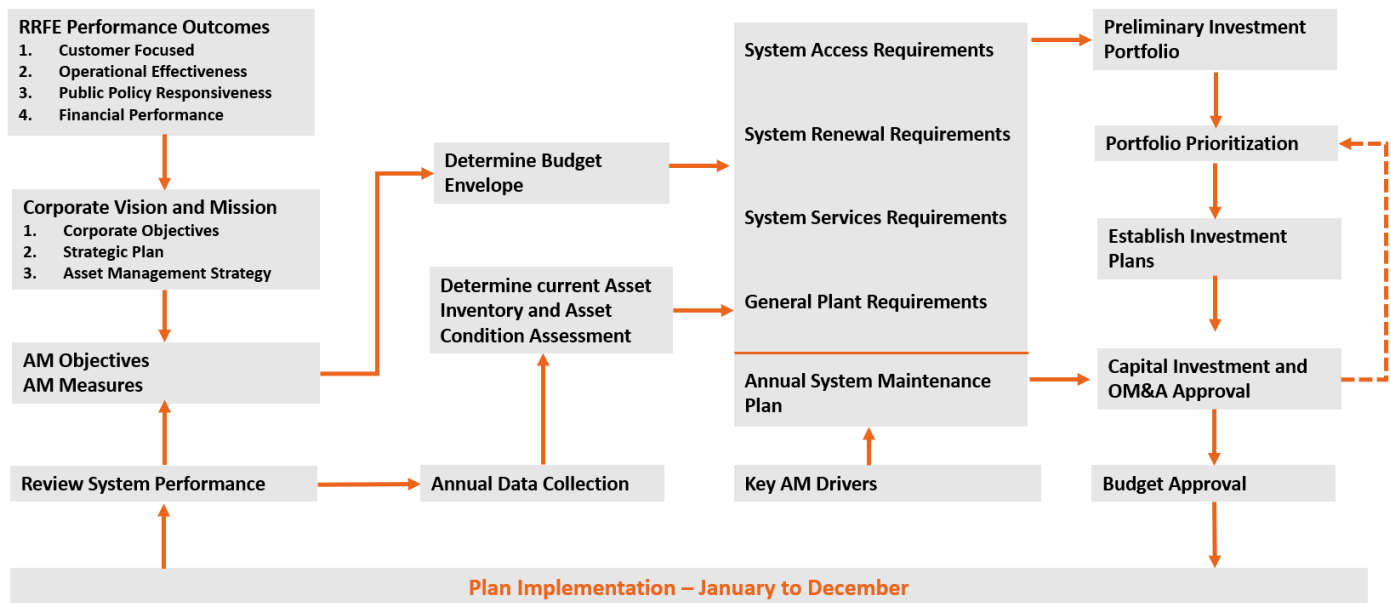 RRFE Performance Outcomes
1. Customer Focused
2. Operational Effectiveness
3. Public Policy Responsiveness
4. Financial Performance
Corporate Vision and Mission
1. Corporate Objectives
2. Strategic Plan
3. Asset Management Strategy
AM Objectives
AM Measures
Review System Performance
Determine Budget
Envelope
Determine current Asset
Inventory and Asset
Condition Assessment
Annual Data Collection
System Access Requirements
System Renewal Requirements
System Services Requirements
General Plant Requirements
Annual System Maintenance
Plan
Key AM Drivers
Preliminary Investment
Portfolio
Portfolio Prioritization
Establish Investment
Plans
Capital Investment and
OM&A Approval
Budget Approval
Plan Implementation – January to December